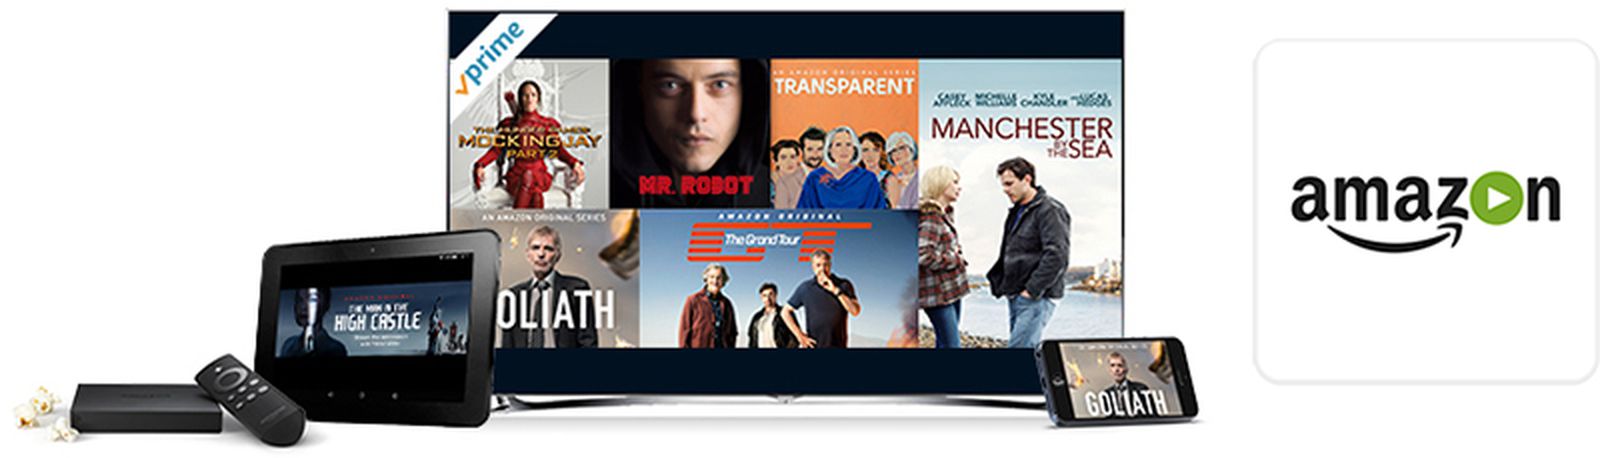 prime
THE HUNGER GAMES
MOCKINGJAY
PART 2
MR. ROBOT
AN AMAZON ORIGINAL SERIES
TRANSPARENT
CASEY AFFLECK MICHELLE WILLIAMS KYLE CHANDLER AND LUCAS HEDGES
MANCHESTER
BY THE SEA
AN AMAZON ORIGINAL SERIES
GOLIATH
AMAZON ORIGINAL
GT
The Grand Tour
THE MAN IN THE
HIGH CASTLE
GOLIATH
amazon